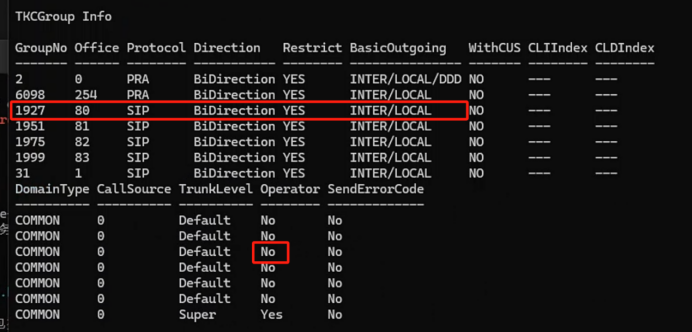 TKCGroup Info
GroupNo Office Protocol Direction Restrict BasicOutgoing WithCUS CLIIndex CLDIndex
------- ------ -------- ----------- -------- ------------- ------- -------- --------
2 0 PRA BiDirection YES INTER/LOCAL/DDD NO --- ---
6098 254 PRA BiDirection YES INTER/LOCAL NO --- ---
1927 80 SIP BiDirection YES INTER/LOCAL NO --- ---
1951 81 SIP BiDirection YES INTER/LOCAL NO --- ---
1975 82 SIP BiDirection YES INTER/LOCAL NO --- ---
1999 83 SIP BiDirection YES INTER/LOCAL NO --- ---
31 1 SIP BiDirection YES INTER/LOCAL NO --- ---
DomainType CallSource TrunkLevel Operator SendErrorCode
---------- ---------- ---------- -------- -------------
COMMON 0 Default No No
COMMON 0 Default No No
COMMON 0 Default No No
COMMON 0 Default No No
COMMON 0 Default No No
COMMON 0 Default No No
COMMON 0 Super Yes No